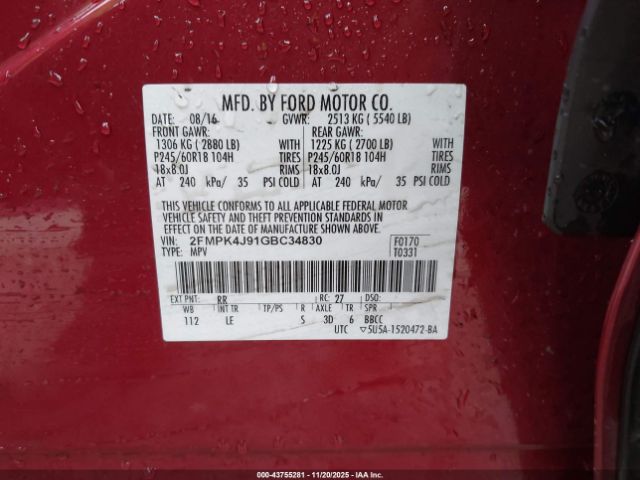 MFD. BY FORD MOTOR CO.
DATE: 08/16 GVWR: 2513 KG ( 5540 LB)
FRONT GAWR: REAR GAWR:
1306 KG ( 2880 LB) WITH 1225 KG ( 2700 LB) WITH
P245/60R18 104H TIRES P245/60R18 104H TIRES
18x8.0J RIMS 18x8.0J RIMS
AT 240 kPa/ 35 PSI COLD AT 240 kPa/ 35 PSI COLD
THIS VEHICLE CONFORMS TO ALL APPLICABLE FEDERAL MOTOR
VEHICLE SAFETY AND THEFT PREVENTION STANDARDS IN
EFFECT ON THE DATE OF MANUFACTURE SHOWN ABOVE.
VIN: 2FMPK4J91GBC34830 F0170
TYPE: MPV T0331
EXT PNT: RR RC: 27 DSO:
WB INT TR TP/PS R AXLE TR SPR
112 LE S 3D 6 BBCC
UTC ▽5U5A-1520472-BA
000-43755281 - 11/20/2025 - IAAI.com